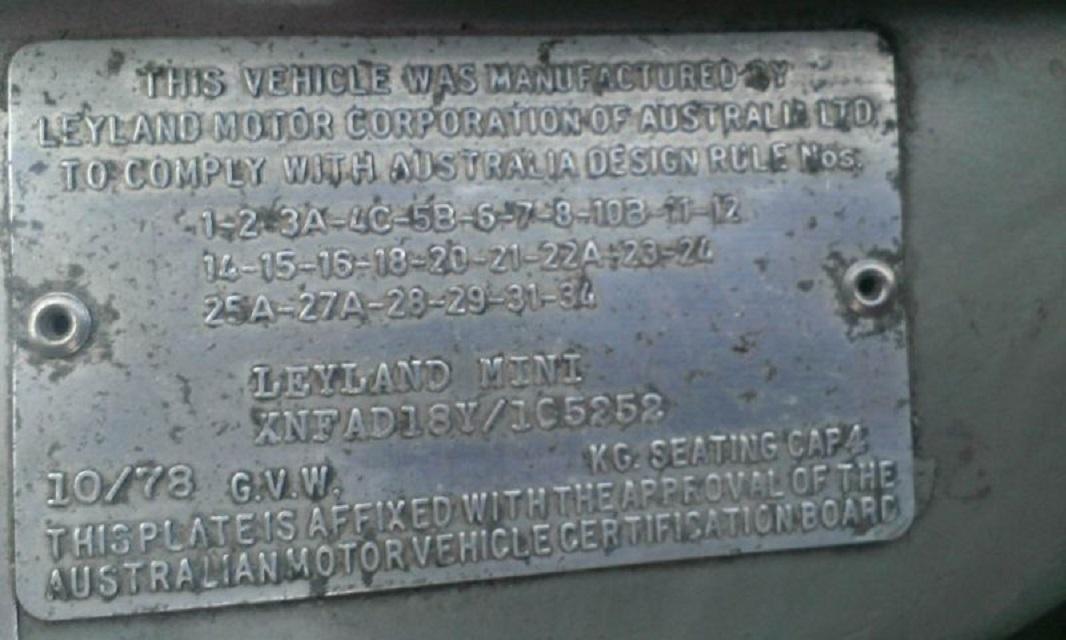 THIS VEHICLE WAS MANUFACTURED BY
LEYLAND MOTOR CORPORATION OF AUSTRALIA LTD
TO COMPLY WITH AUSTRALIA DESIGN RULE Nos.
1-2-3A-4C-5B-6-7-8-10B-11-12
14-15-16-18-20-21-22A-23-24
25A-27A-28-29-31-34
LEYLAND MINI
XNFAD18Y/1C5252
10/78 G.V.W. KG. SEATING CAP4
THIS PLATE IS AFFIXED WITH THE APPROVAL OF THE
AUSTRALIAN MOTOR VEHICLE CERTIFICATION BOARD